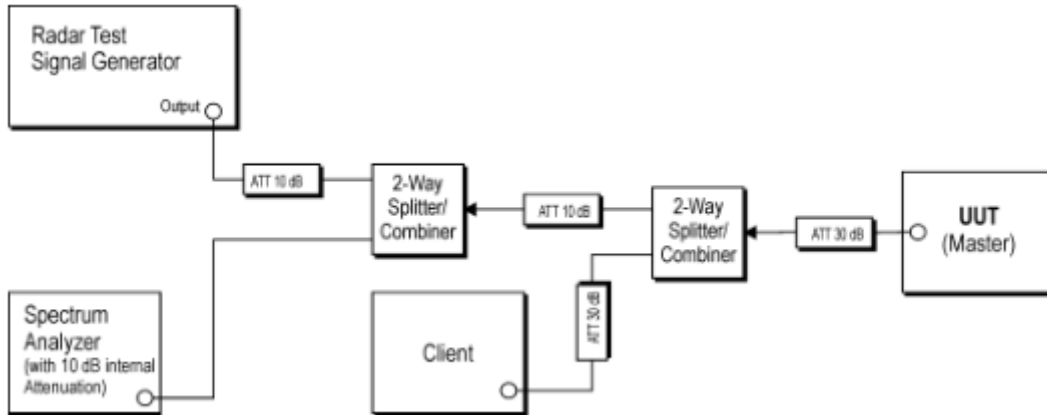 Radar Test
Signal Generator
Output
ATT 10 dB
2-Way
Splitter/
Combiner
ATT 10 dB
2-Way
Splitter/
Combiner
ATT 30 dB
UUT
(Master)
ATT 30 dB
Spectrum
Analyzer
(with 10 dB internal
Attenuation)
Client